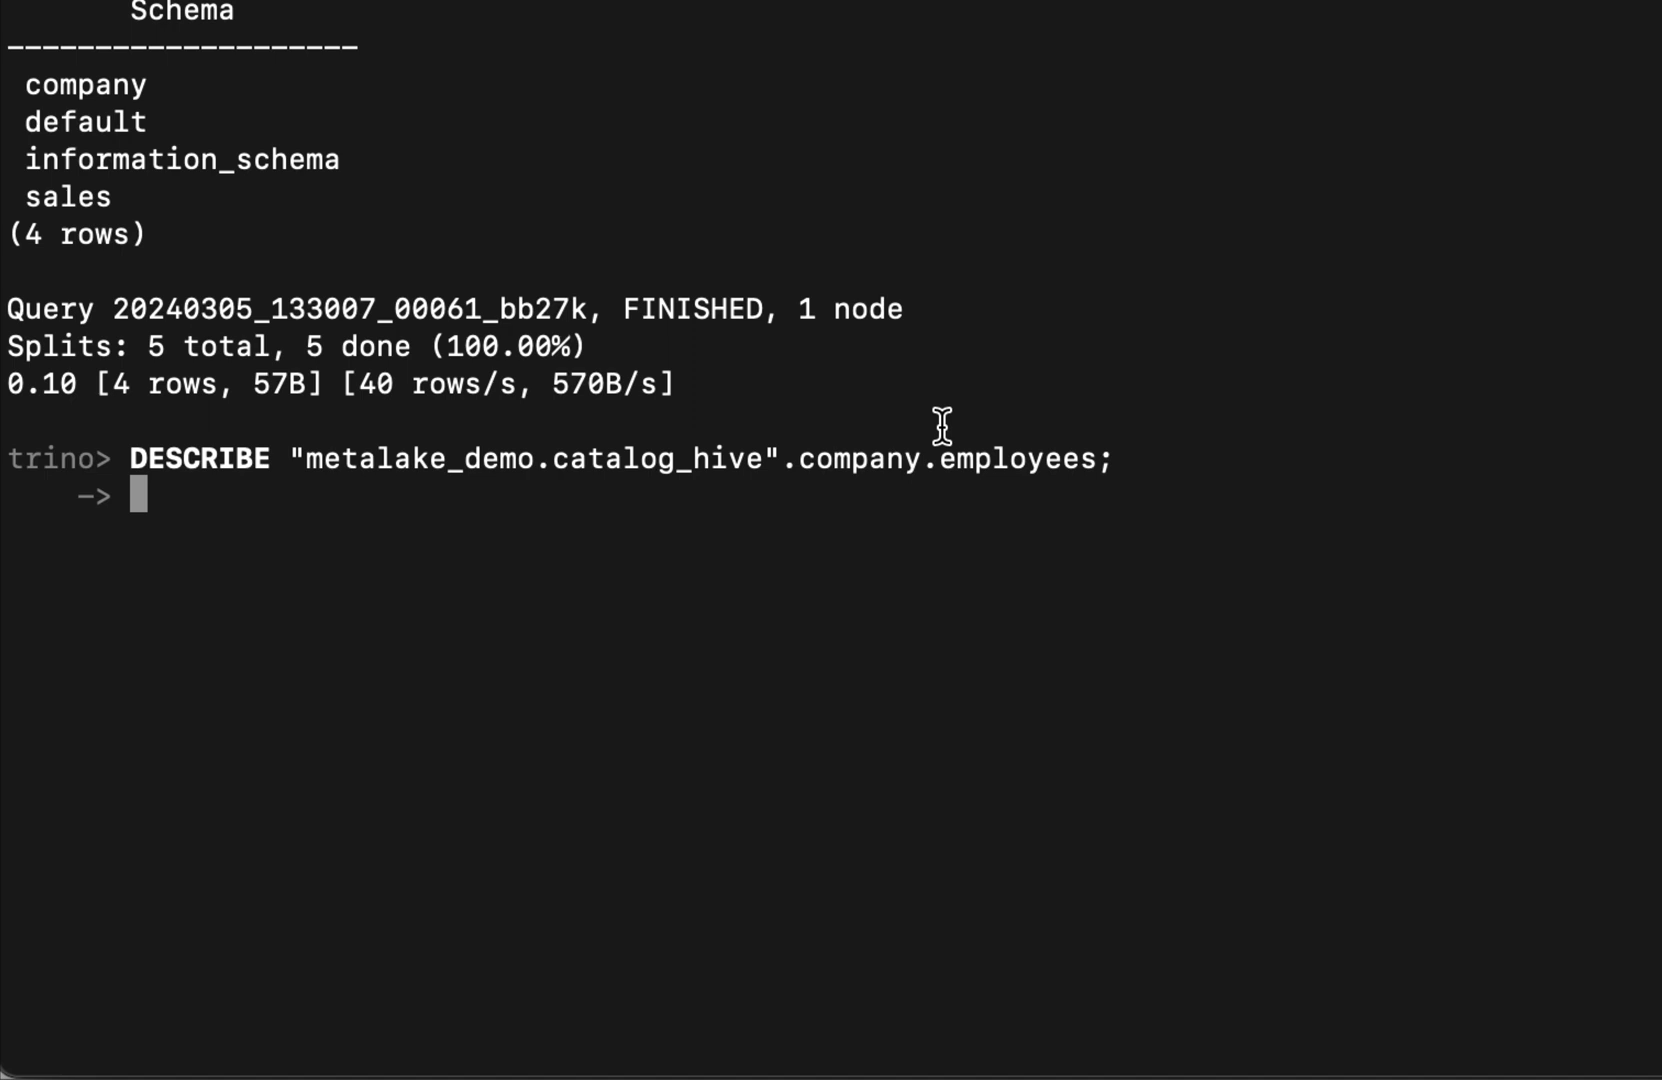 Schema
--------------------
company
default
information_schema
sales
(4 rows)
Query 20240305_133007_00061_bb27k, FINISHED, 1 node
Splits: 5 total, 5 done (100.00%)
0.10 [4 rows, 57B] [40 rows/s, 570B/s]
trino> DESCRIBE "metalake_demo.catalog_hive".company.employees;
->